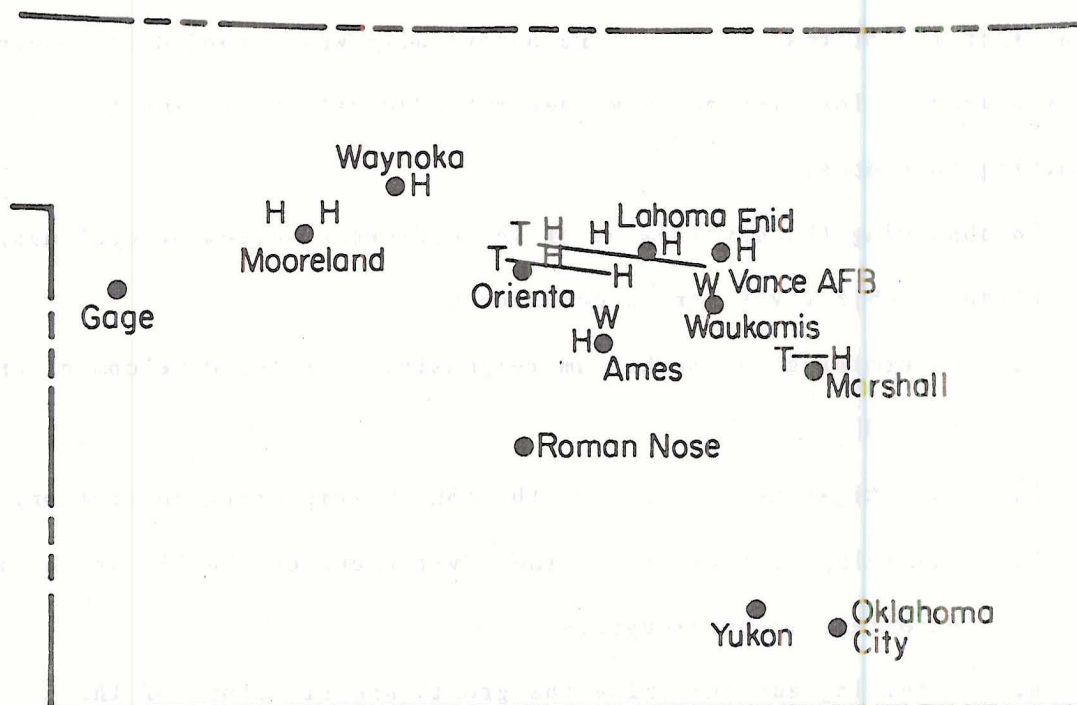 Waynoka
H
H H
Mooreland
Gage
T H H
Lahoma
H
Enid
H
T H H
Orienta
W
Vance AFB
Waukomis
W
H
Ames
T H
Marshall
Roman Nose
Yukon
Oklahoma
City